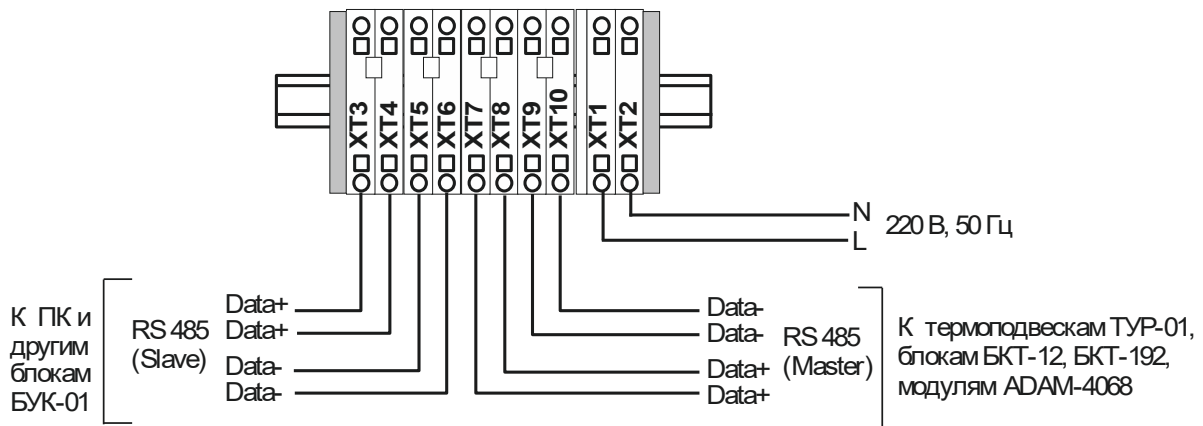 XT3
XT4
XT5
XT6
XT7
XT8
XT9
XT10
XT1
XT2
N
L
220 В, 50 Гц
К ПК и
другим
блокам
БУК-01
RS 485
(Slave)
Data+
Data+
Data-
Data-
Data-
Data-
Data+
Data+
RS 485
(Master)
К термоподвескам ТУР-01,
блокам БКТ-12, БКТ-192,
модулям ADAM-4068